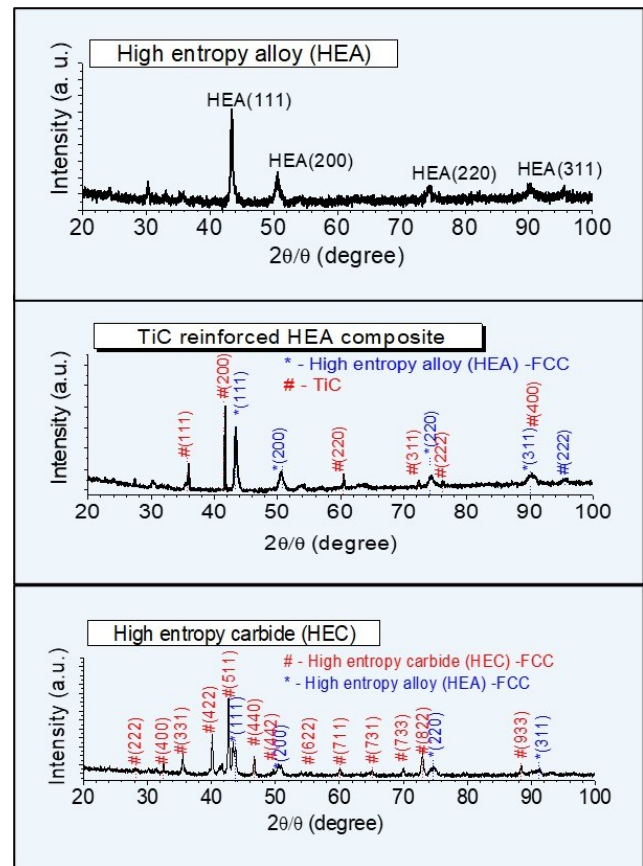 High entropy alloy (HEA)
Intensity (a. u.)
HEA(111)
HEA(200)
HEA(220)
HEA(311)
20 30 40 50 60 70 80 90 100
2θ/θ (degree)
TiC reinforced HEA composite
* - High entropy alloy (HEA) -FCC
# - TiC
Intensity (a.u.)
#(111)
#(200)
*(111)
*(200)
#(220)
#(311)
*(220)
#(222)
*(311)
#(400)
#(222)
20 30 40 50 60 70 80 90 100
2θ/θ (degree)
High entropy carbide (HEC)
# - High entropy carbide (HEC) -FCC
* - High entropy alloy (HEA) -FCC
Intensity (a.u.)
#(222)
#(400)
#(331)
#(422)
#(511)
*(111)
#(440)
#(442)
*(200)
#(622)
#(711)
#(731)
#(733)
#(822)
*(220)
#(933)
*(311)
20 30 40 50 60 70 80 90 100
2θ/θ (degree)